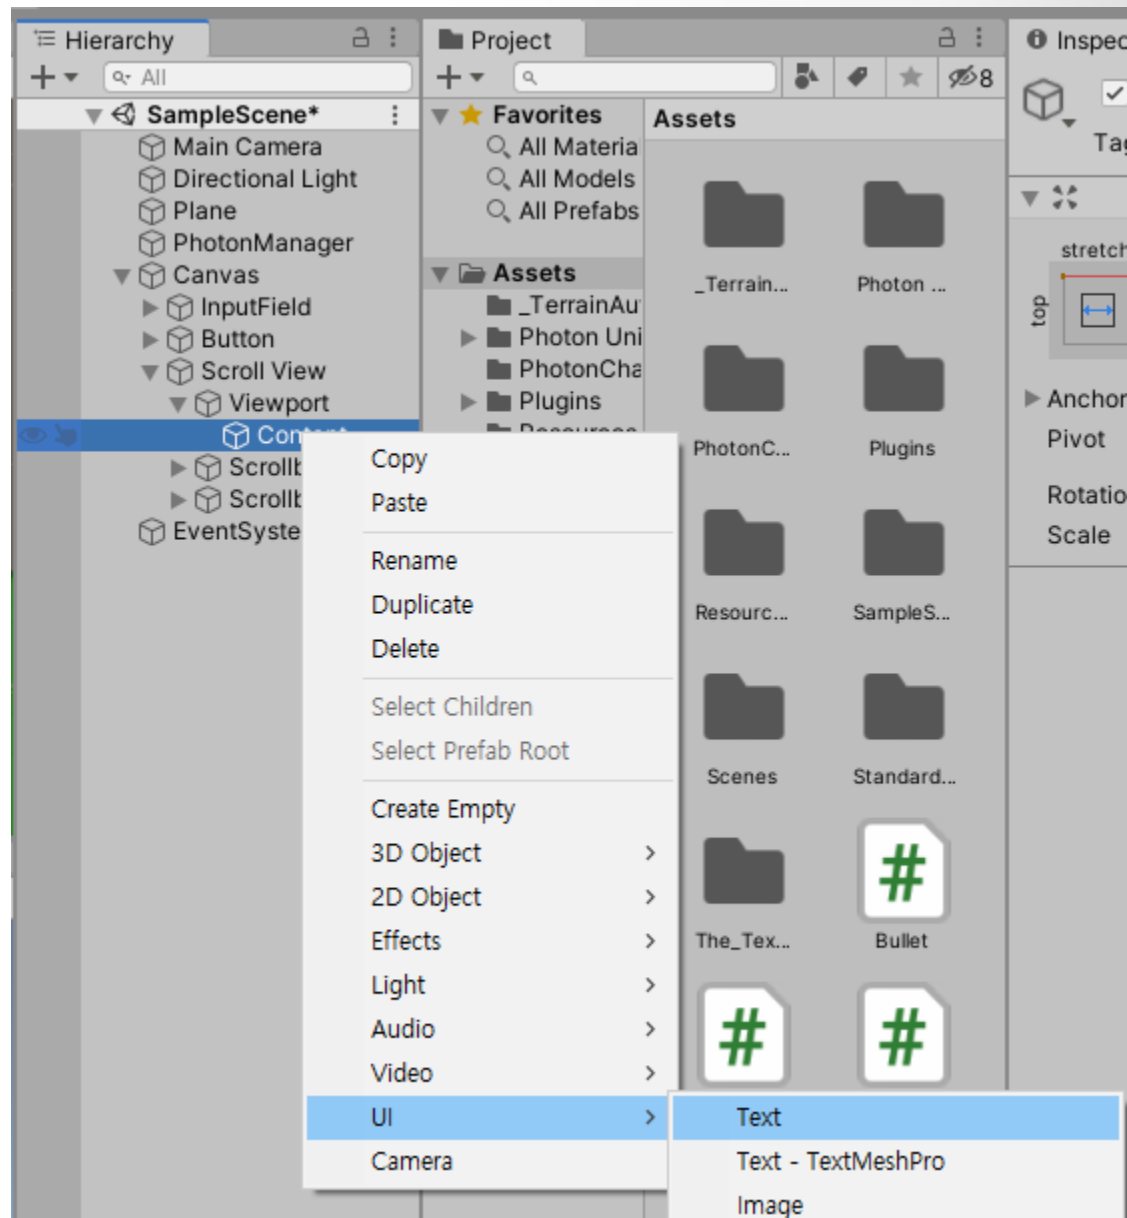 Hierarchy
All
SampleScene*
Main Camera
Directional Light
Plane
PhotonManager
Canvas
InputField
Button
Scroll View
Viewport
EventSyste
Project
8
Favorites
All Materia
All Models
All Prefabs
Assets
_TerrainAu
Photon Uni
PhotonCha
Plugins
Assets
_Terrain...
Photon ...
PhotonC...
Plugins
Resourc...
SampleS...
Scenes
Standard...
The_Tex...
Bullet
#
#
#
Copy
Paste
Rename
Duplicate
Delete
Select Children
Select Prefab Root
Create Empty
3D Object
2D Object
Effects
Light
Audio
Video
UI
Camera
Text
Text - TextMeshPro
Image
Inspec
Tag
stretch
top
Anchor
Pivot
Rotatio
Scale